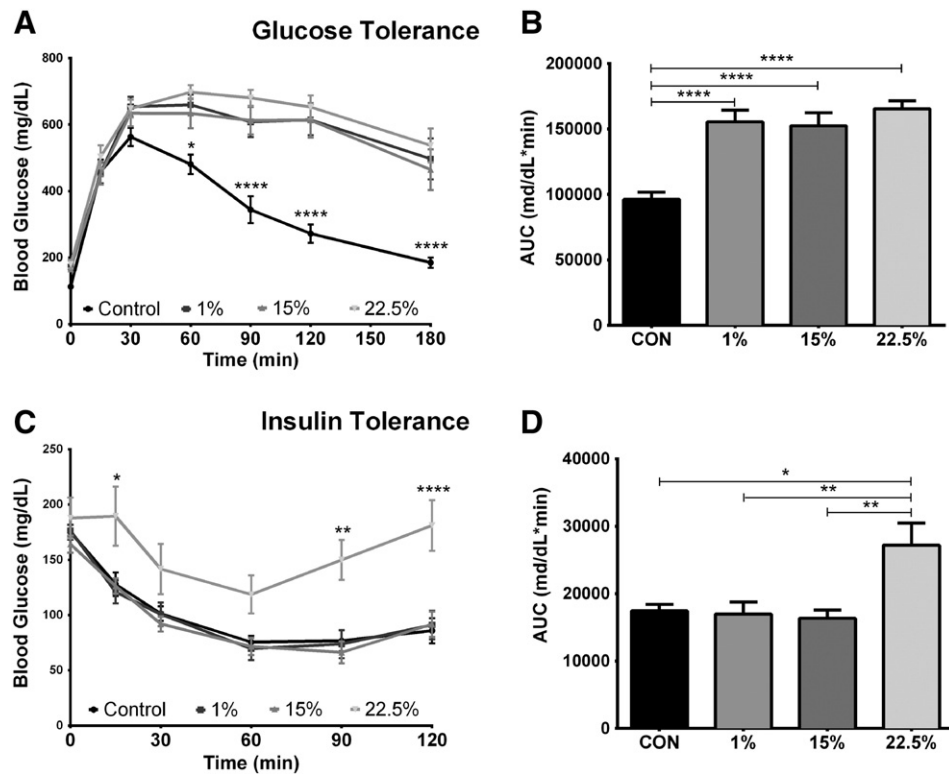 A
Glucose Tolerance
Blood Glucose (mg/dL)
800
600
400
200
0
*
****
****
****
Control 1% 15% 22.5%
0 30 60 90 120 150 180
Time (min)
B
AUC (md/dL*min)
200000
150000
100000
50000
0
****
****
****
CON 1% 15% 22.5%
C
Insulin Tolerance
Blood Glucose (mg/dL)
250
200
150
100
50
0
*
**
****
Control 1% 15% 22.5%
0 30 60 90 120
Time (min)
D
AUC (md/dL*min)
40000
30000
20000
10000
0
*
**
**
CON 1% 15% 22.5%